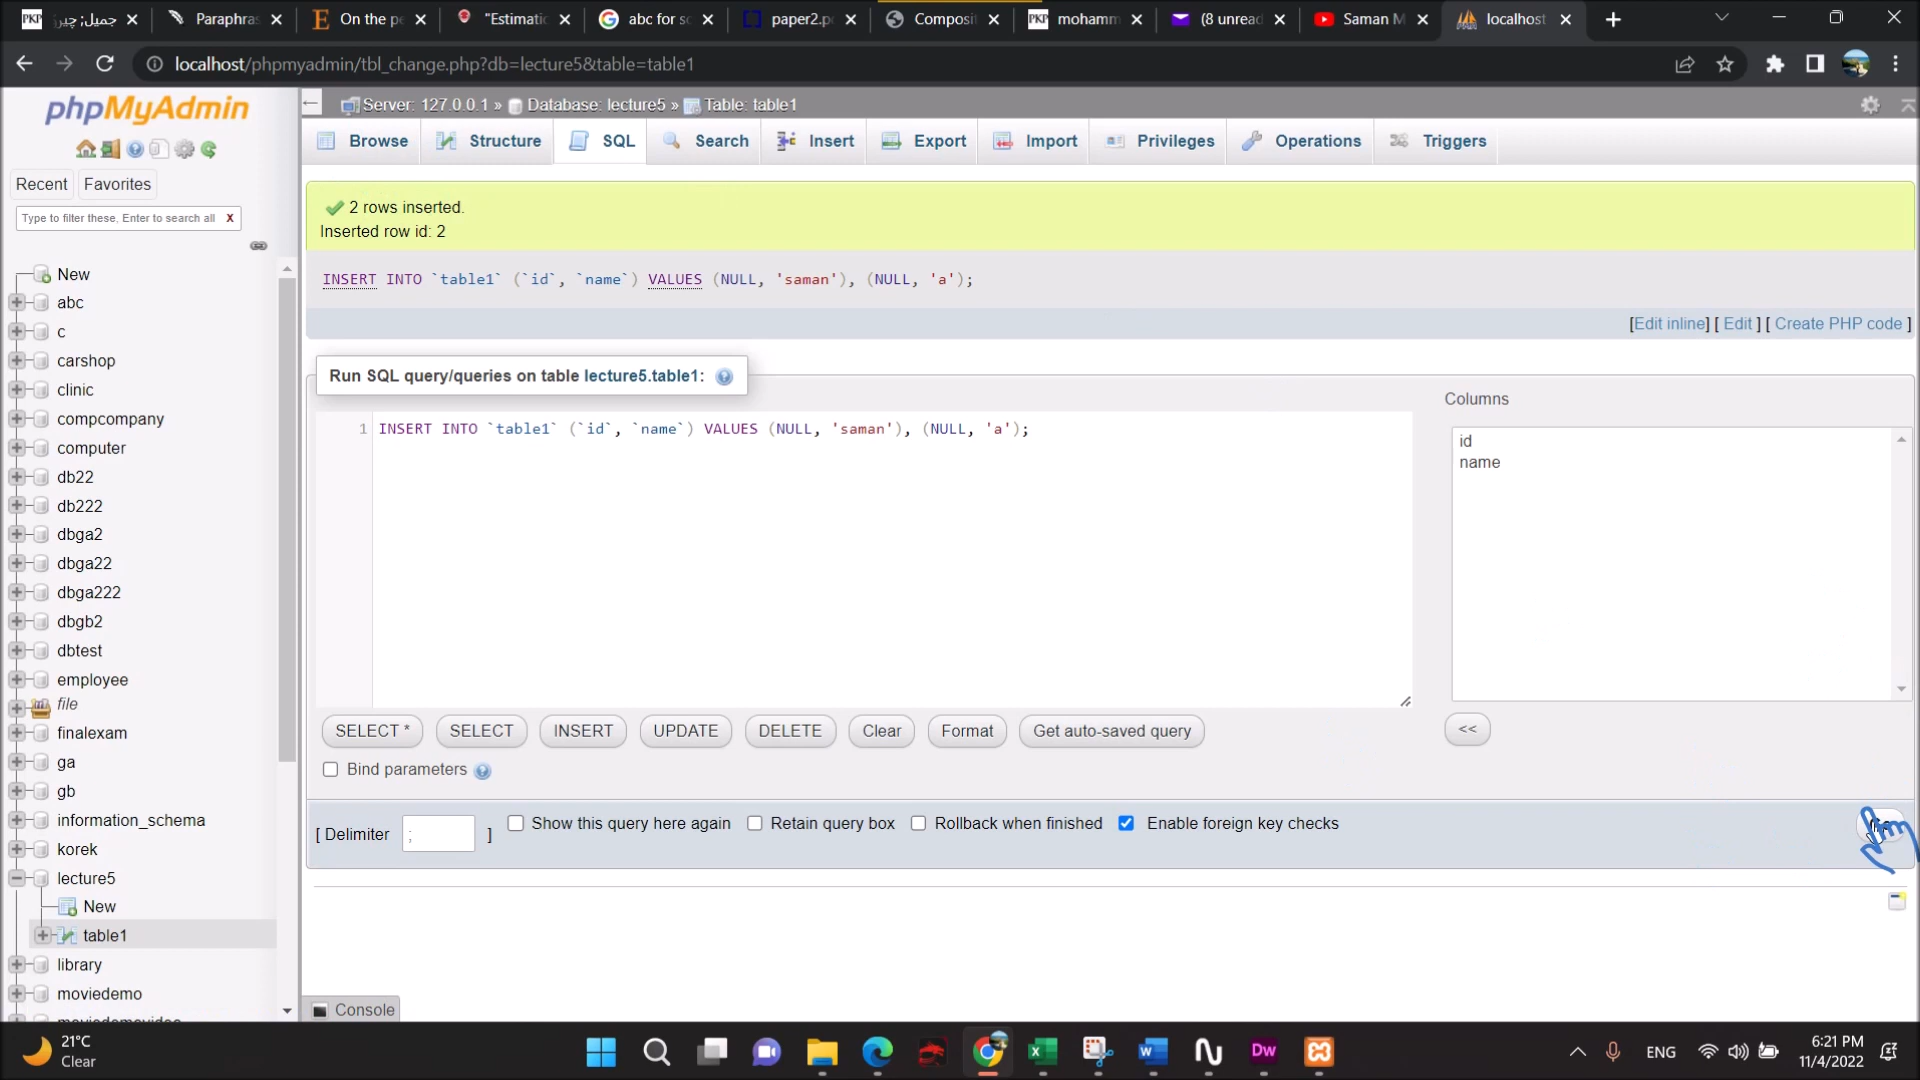 جمیل; چیرۆ
Paraphras
On the pe
"Estimatio
abc for so
paper2.pd
Composit
mohamm
(8 unread
Saman M
localhost
localhost/phpmyadmin/tbl_change.php?db=lecture5&table=table1
phpMyAdmin
Server: 127.0.0.1 » Database: lecture5 » Table: table1
Browse Structure SQL Search Insert Export Import Privileges Operations Triggers
Recent Favorites
Type to filter these, Enter to search all X
New
abc
c
carshop
clinic
compcompany
computer
db22
db222
dbga2
dbga22
dbga222
dbgb2
dbtest
employee
file
finalexam
ga
gb
information_schema
korek
lecture5
New
table1
library
moviedemo
moviedemovideo
2 rows inserted.
Inserted row id: 2
INSERT INTO `table1` (`id`, `name`) VALUES (NULL, 'saman'), (NULL, 'a');
[Edit inline] [ Edit ] [ Create PHP code ]
Run SQL query/queries on table lecture5.table1:
1 INSERT INTO `table1` (`id`, `name`) VALUES (NULL, 'saman'), (NULL, 'a');
Columns
id
name
SELECT * SELECT INSERT UPDATE DELETE Clear Format Get auto-saved query <<
Bind parameters
[ Delimiter ; ] Show this query here again Retain query box Rollback when finished Enable foreign key checks
Console
21°C
Clear
ENG
6:21 PM
11/4/2022